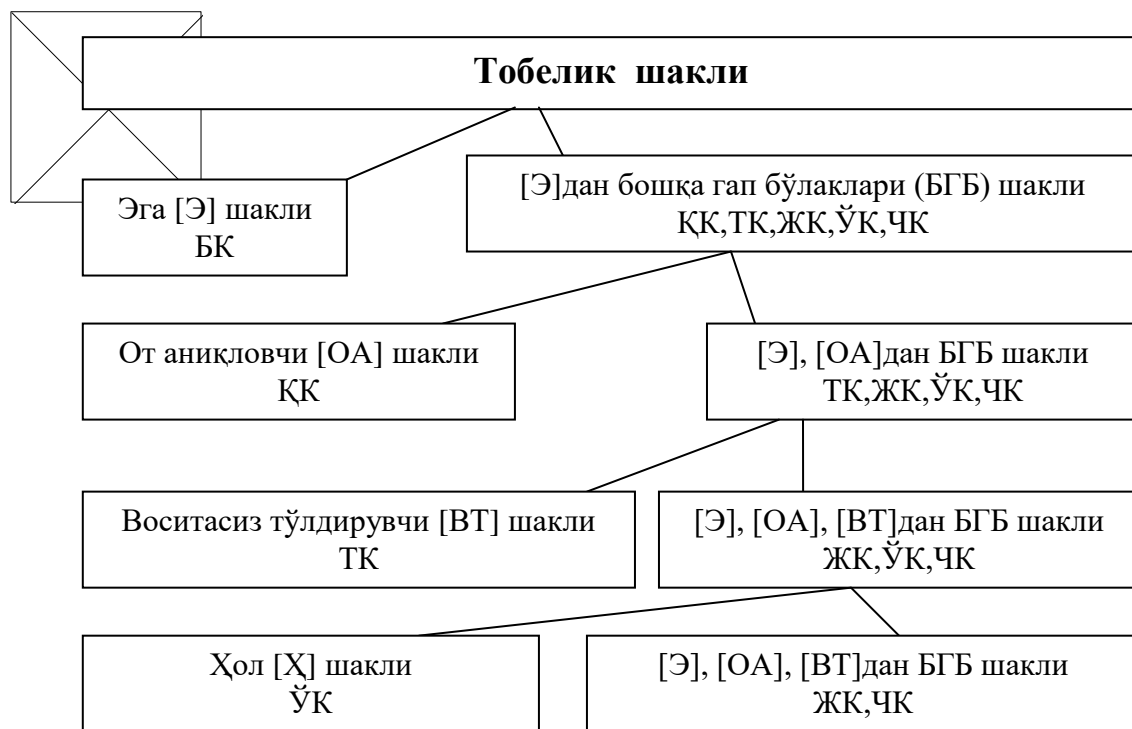 Тобелик шакли
Эга [Э] шакли
БК
[Э]дан бошқа гап бўлаклари (БГБ) шакли
ҚК,ТК,ЖК,ЎК,ЧК
От аниқловчи [ОА] шакли
ҚК
[Э], [ОА]дан БГБ шакли
ТК,ЖК,ЎК,ЧК
Воситасиз тўлдирувчи [ВТ] шакли
ТК
[Э], [ОА], [ВТ]дан БГБ шакли
ЖК,ЎК,ЧК
Ҳол [Ҳ] шакли
ЎК
[Э], [ОА], [ВТ]дан БГБ шакли
ЖК,ЧК